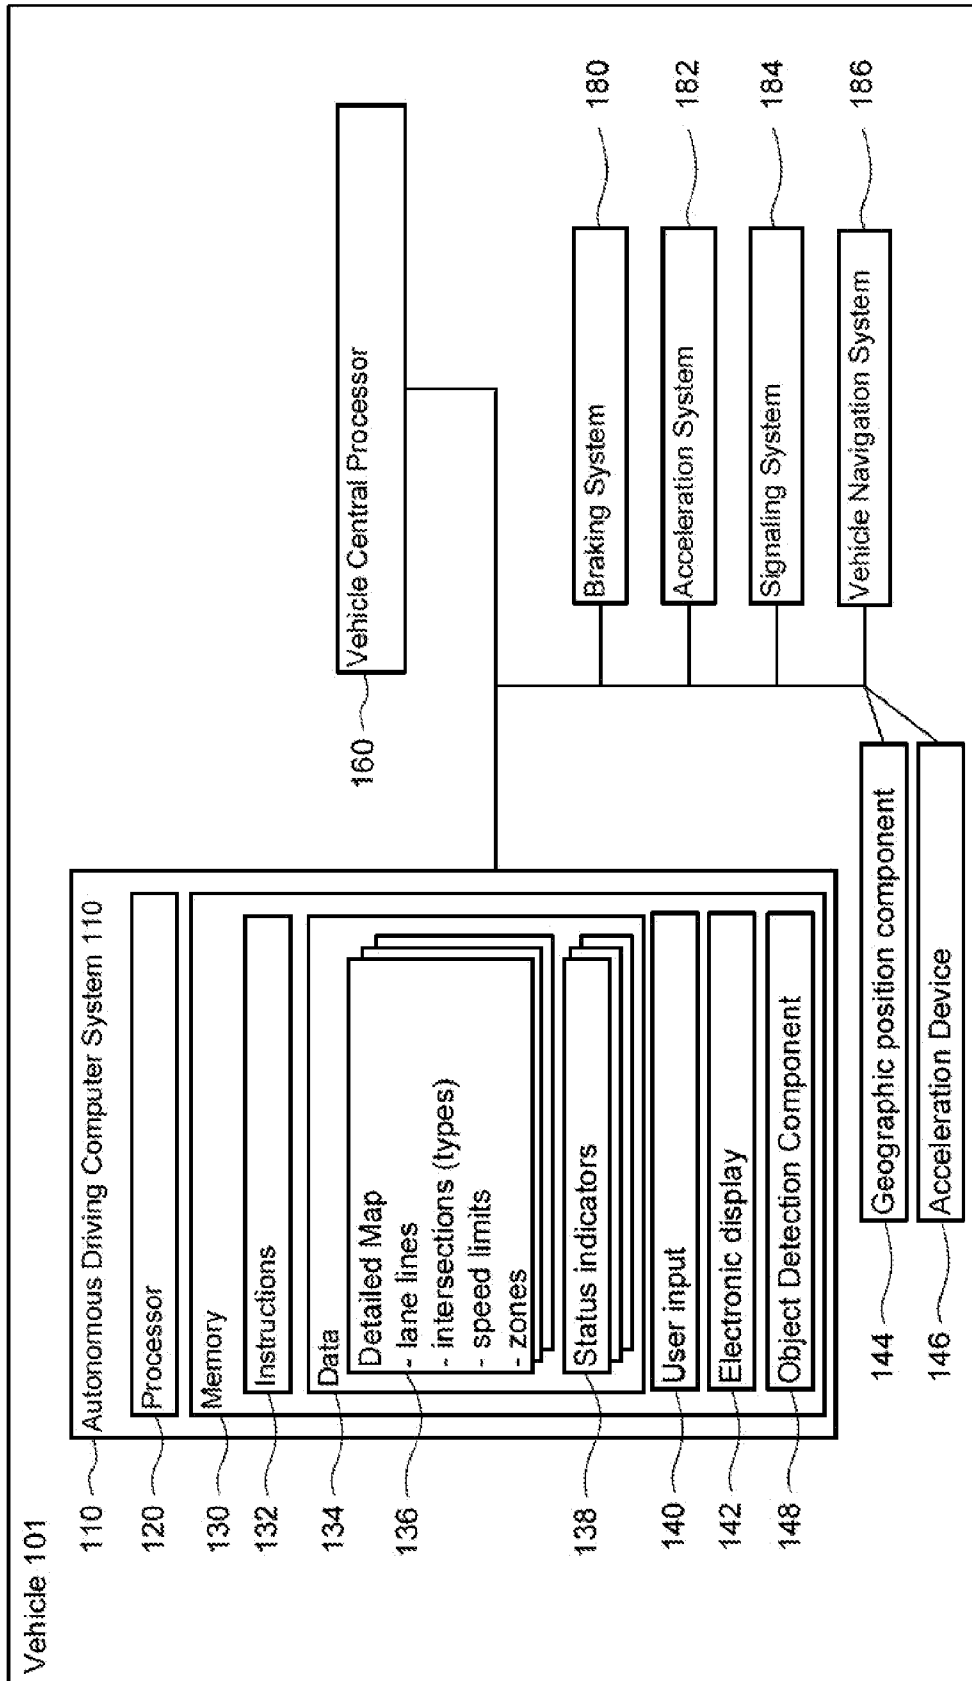 Vehicle 101
110
Autonomous Driving Computer System 110
120
Processor
130
Memory
132
Instructions
134
Data
136
Detailed Map
- lane lines
- intersections (types)
- speed limits
- zones
138
Status indicators
140
User input
142
Electronic display
148
Object Detection Component
144
Geographic position component
146
Acceleration Device
160
Vehicle Central Processor
Braking System
180
Acceleration System
182
Signaling System
184
Vehicle Navigation System
186